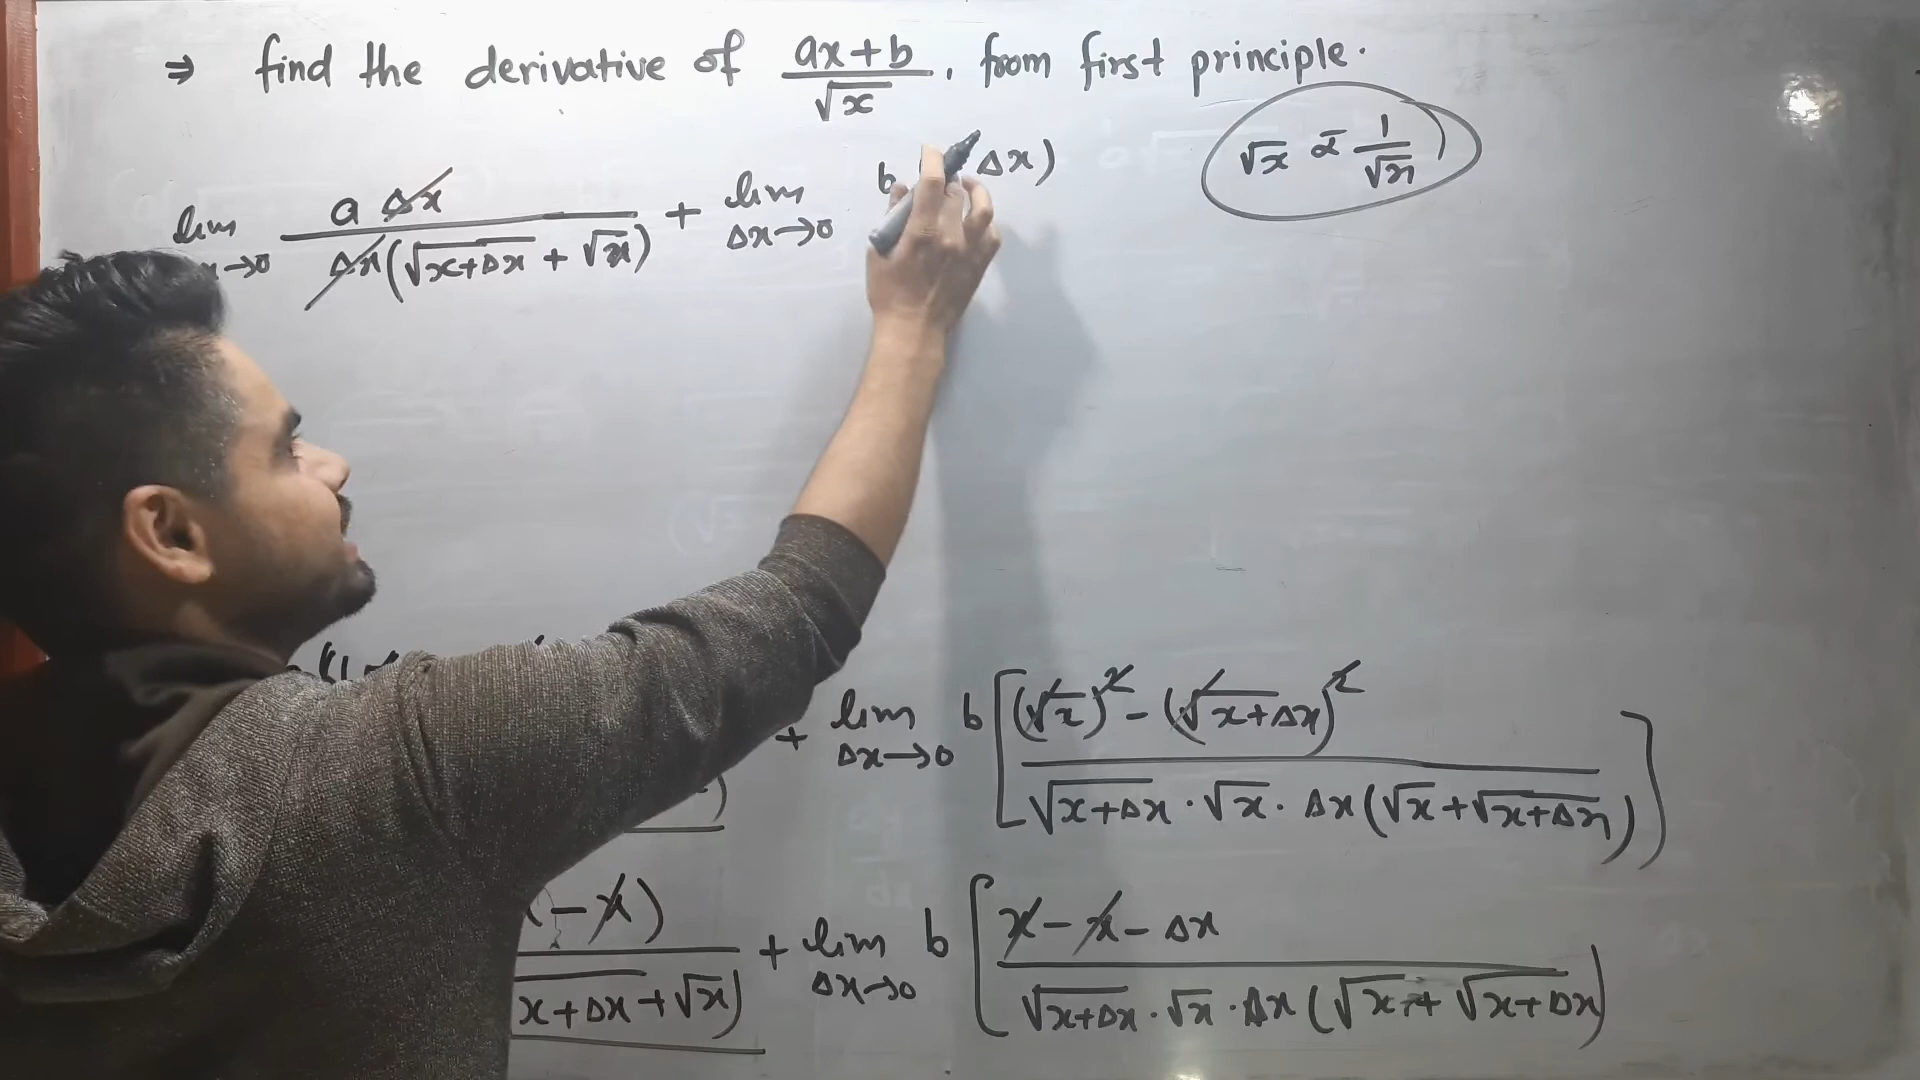 ⇒ find the derivative of (ax+b)/√x, from first principle.
√x & 1/√x
lim x→0 a Δx / Δx(√x+Δx + √x) + lim Δx→0 b Δx)
+ lim Δx→0 b [(√x)² - (√x+Δx)² / √x+Δx · √x · Δx(√x + √x+Δx)]
-x) / x+Δx + √x) + lim Δx→0 b [x - x - Δx / √x+Δx · √x · Δx (√x + √x+Δx)]